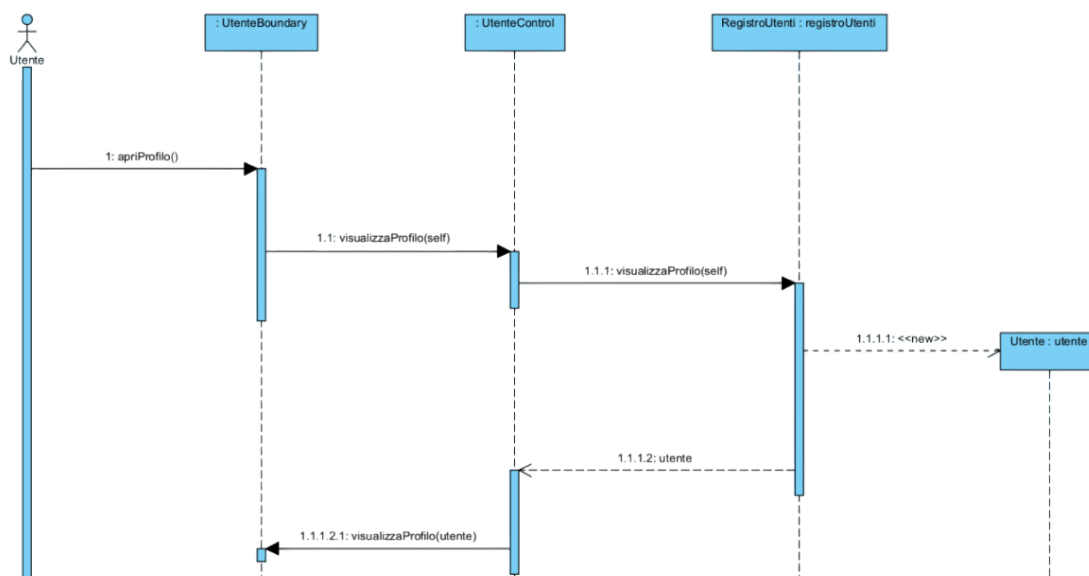 : UtenteBoundary
: UtenteControl
RegistroUtenti : registroUtenti
Utente
1: apriProfilo()
1.1: visualizzaProfilo(self)
1.1.1: visualizzaProfilo(self)
1.1.1.1: <<new>>
Utente : utente
1.1.1.2: utente
1.1.1.2.1: visualizzaProfilo(utente)